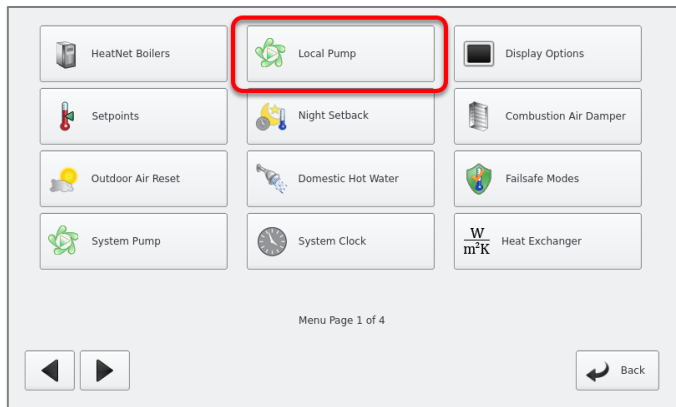 HeatNet Boilers
Local Pump
Display Options
Setpoints
Night Setback
Combustion Air Damper
Outdoor Air Reset
Domestic Hot Water
Failsafe Modes
System Pump
System Clock
W
m²K
Heat Exchanger
Menu Page 1 of 4
Back